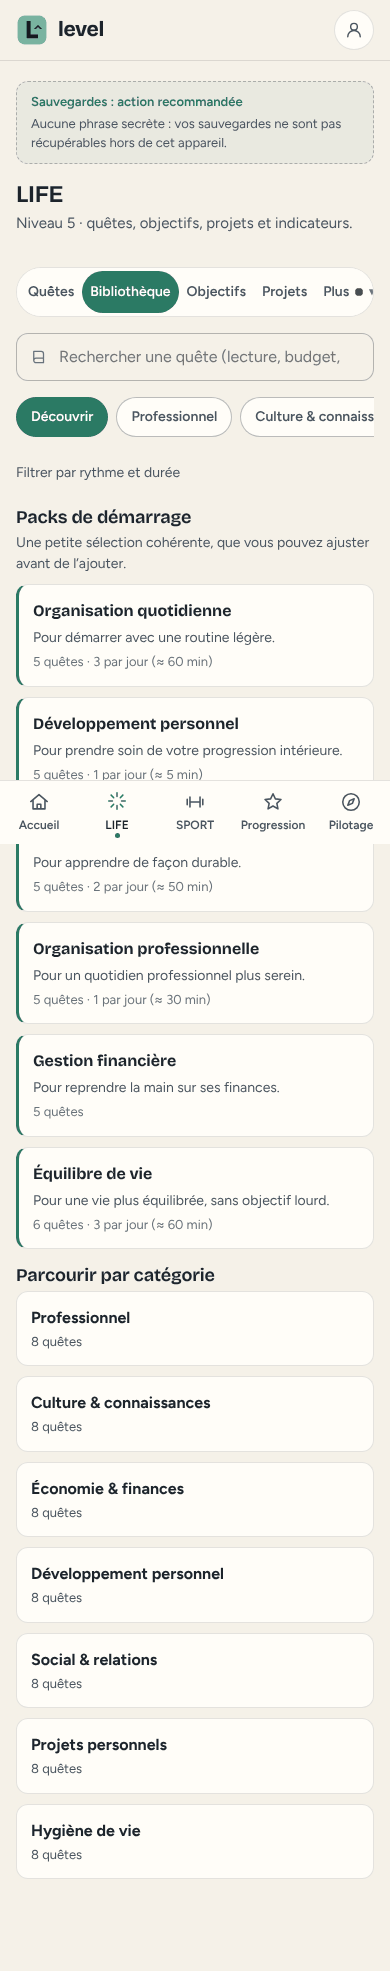 level
Sauvegardes : action recommandée
Aucune phrase secrète : vos sauvegardes ne sont pas
récupérables hors de cet appareil.
LIFE
Niveau 5 · quêtes, objectifs, projets et indicateurs.
Quêtes Bibliothèque Objectifs Projets Plus
Rechercher une quête (lecture, budget,
Découvrir Professionnel Culture & connaiss
Filtrer par rythme et durée
Packs de démarrage
Une petite sélection cohérente, que vous pouvez ajuster
avant de l’ajouter.
Organisation quotidienne
Pour démarrer avec une routine légère.
5 quêtes · 3 par jour (≈ 60 min)
Développement personnel
Pour prendre soin de votre progression intérieure.
5 quêtes · 1 par jour (≈ 5 min)
Accueil LIFE SPORT Progression Pilotage
Pour apprendre de façon durable.
5 quêtes · 2 par jour (≈ 50 min)
Organisation professionnelle
Pour un quotidien professionnel plus serein.
5 quêtes · 1 par jour (≈ 30 min)
Gestion financière
Pour reprendre la main sur ses finances.
5 quêtes
Équilibre de vie
Pour une vie plus équilibrée, sans objectif lourd.
6 quêtes · 3 par jour (≈ 60 min)
Parcourir par catégorie
Professionnel
8 quêtes
Culture & connaissances
8 quêtes
Économie & finances
8 quêtes
Développement personnel
8 quêtes
Social & relations
8 quêtes
Projets personnels
8 quêtes
Hygiène de vie
8 quêtes